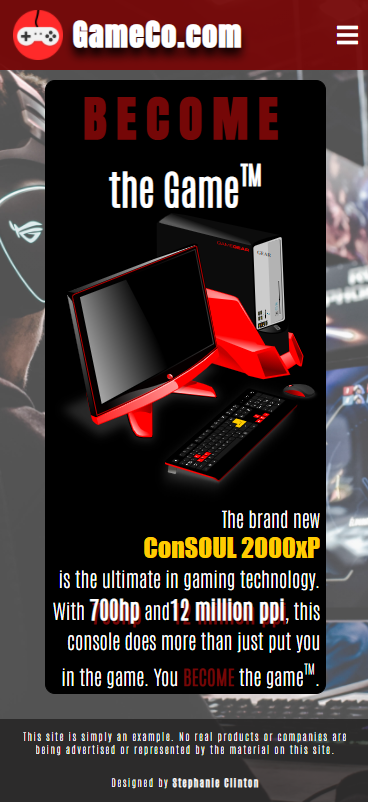 GameCo.com
BECOME
the Game™
The brand new
ConSOUL 2000xP
is the ultimate in gaming technology.
With 700hp and12 million ppi, this
console does more than just put you
in the game. You BECOME the game™.
This site is simply an example. No real products or companies are
being advertised or represented by the material on this site.
Designed by Stephanie Clinton